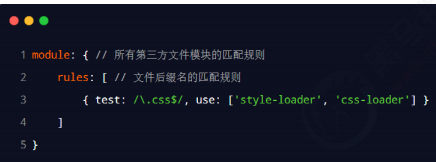 1 module: { // 所有第三方文件模块的匹配规则
2 rules: [ // 文件后缀名的匹配规则
3 { test: /\.css$/, use: ['style-loader', 'css-loader'] }
4 ]
5 }